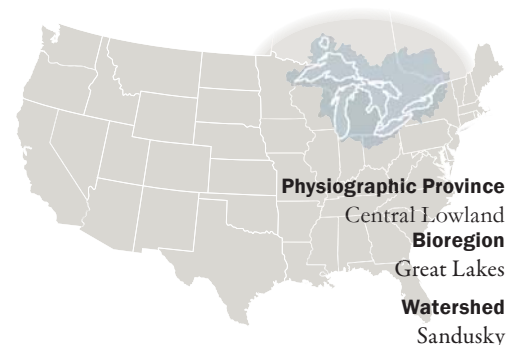 Physiographic Province
Central Lowland
Bioregion
Great Lakes
Watershed
Sandusky